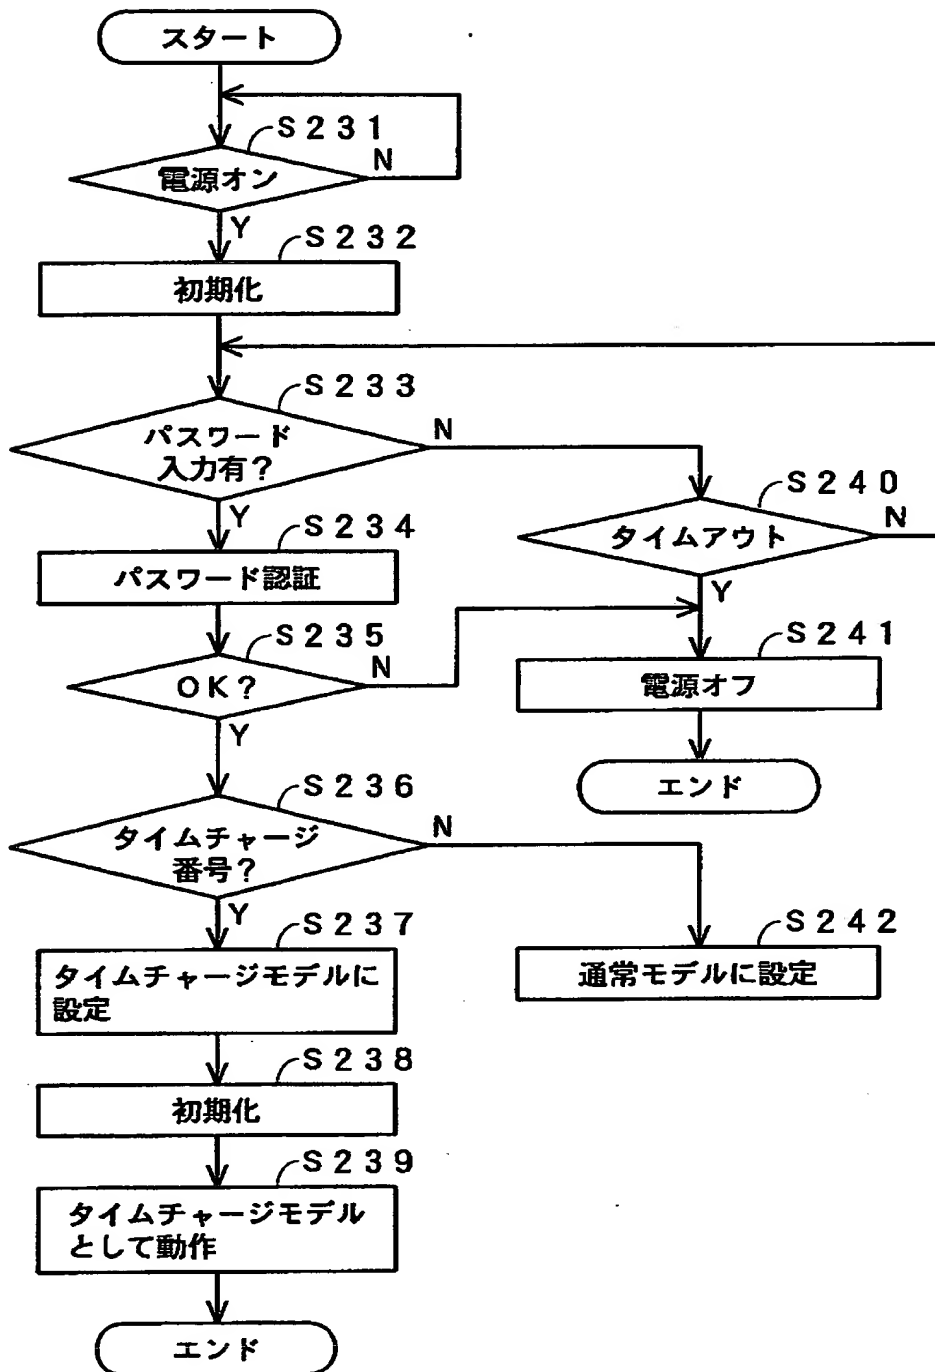 スタート
S231
電源オン
N
Y
S232
初期化
S233
パスワード
入力有?
N
Y
S240
タイムアウト
N
Y
S234
パスワード認証
S235
OK?
N
Y
S241
電源オフ
エンド
S236
タイムチャージ
番号?
N
Y
S237
タイムチャージモデルに
設定
S242
通常モデルに設定
S238
初期化
S239
タイムチャージモデル
として動作
エンド